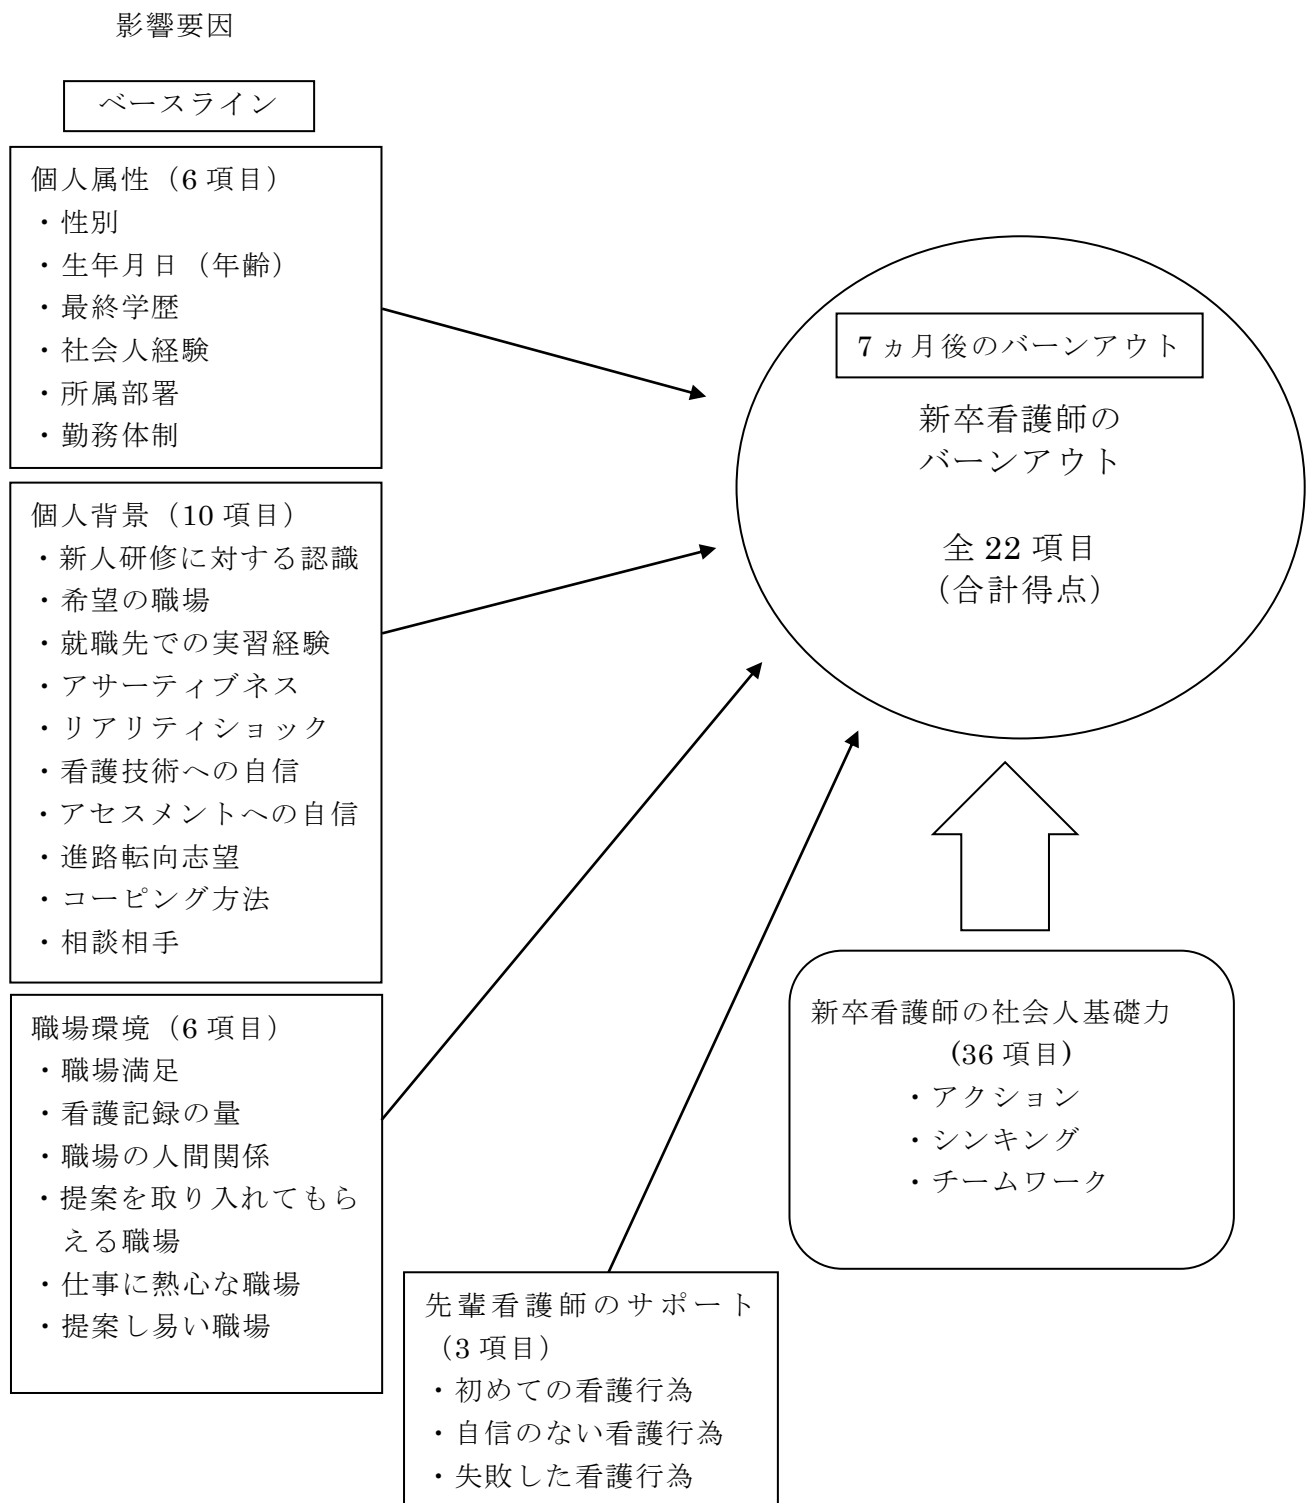 影響要因
ベースライン
個人属性（6 項目）
・性別
・生年月日（年齢）
・最終学歴
・社会人経験
・所属部署
・勤務体制
個人背景（10 項目）
・新人研修に対する認識
・希望の職場
・就職先での実習経験
・アサーティブネス
・リアリティショック
・看護技術への自信
・アセスメントへの自信
・進路転向志望
・コーピング方法
・相談相手
職場環境（6 項目）
・職場満足
・看護記録の量
・職場の人間関係
・提案を取り入れてもら
える職場
・仕事に熱心な職場
・提案し易い職場
先輩看護師のサポート
（3 項目）
・初めての看護行為
・自信のない看護行為
・失敗した看護行為
7 ヵ月後のバーンアウト
新卒看護師の
バーンアウト
全 22 項目
（合計得点）
新卒看護師の社会人基礎力
(36 項目)
・アクション
・シンキング
・チームワーク